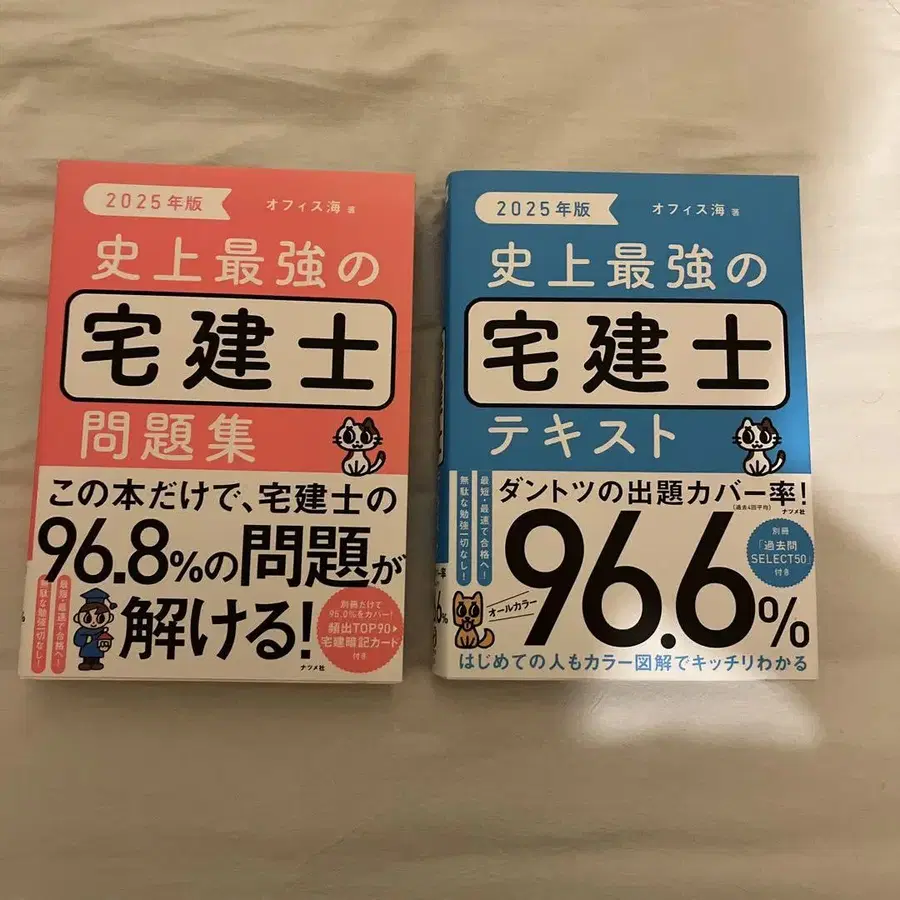 2025年版
オフィス海 著
史上最強の
宅建士
問題集
この本だけで、宅建士の
96.8%の問題が
解ける!
最短・最速で合格へ!
無駄な勉強一切なし!
別冊だけで
95.0%をカバー!
頻出TOP90
宅建暗記カード
付き
ナツメ社
2025年版
オフィス海 著
史上最強の
宅建士
テキスト
最短・最速で合格へ!
無駄な勉強一切なし!
ダントツの出題カバー率!
(過去4回平均)
ナツメ社
別冊
「過去問
SELECT50」
付き
オールカラー
96.6%
はじめての人もカラー図解でキッチリわかる